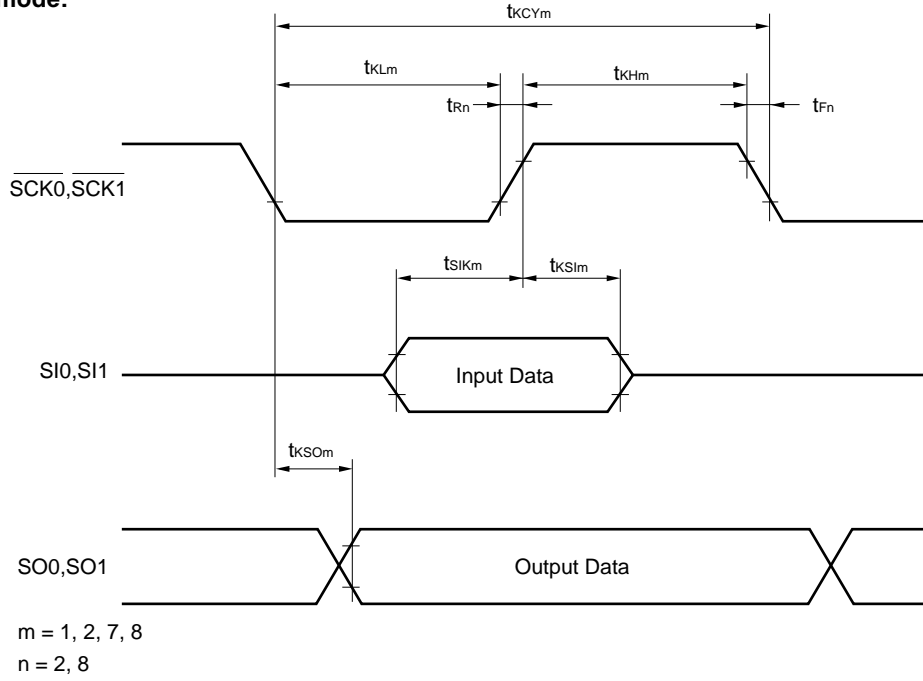 mode:
tKCYm
tKLm
tKHm
tRn
tFn
SCK0,SCK1
tSIKm
tKSIm
SI0,SI1
Input Data
tKSOm
SO0,SO1
Output Data
m = 1, 2, 7, 8
n = 2, 8